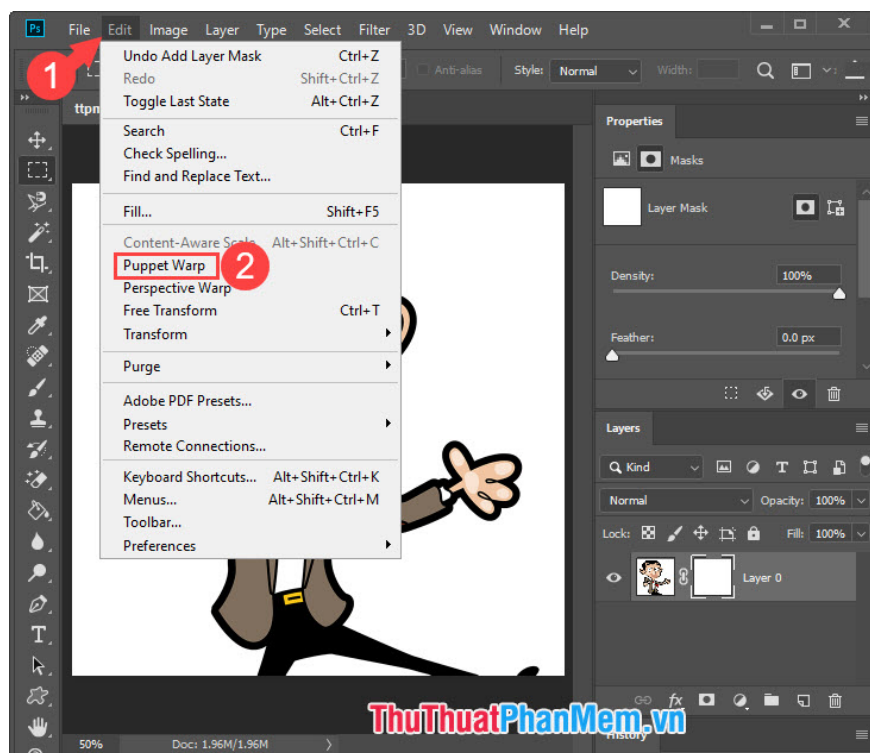 Ps File Edit Image Layer Type Select Filter 3D View Window Help
1
Anti-alias Style: Normal Width:
Undo Add Layer Mask Ctrl+Z
Redo Shift+Ctrl+Z
Toggle Last State Alt+Ctrl+Z
Search Ctrl+F
Check Spelling...
Find and Replace Text...
Fill... Shift+F5
Content-Aware Scale Alt+Shift+Ctrl+C
Puppet Warp 2
Perspective Warp
Free Transform Ctrl+T
Transform
Purge
Adobe PDF Presets...
Presets
Remote Connections...
Keyboard Shortcuts... Alt+Shift+Ctrl+K
Menus... Alt+Shift+Ctrl+M
Toolbar...
Preferences
Properties
Masks
Layer Mask
Density: 100%
Feather: 0.0 px
Layers
Kind
Normal Opacity: 100%
Lock: Fill: 100%
Layer 0
fx
ThuThuatPhanMem.vn
History
50% Doc: 1.96M/1.96M